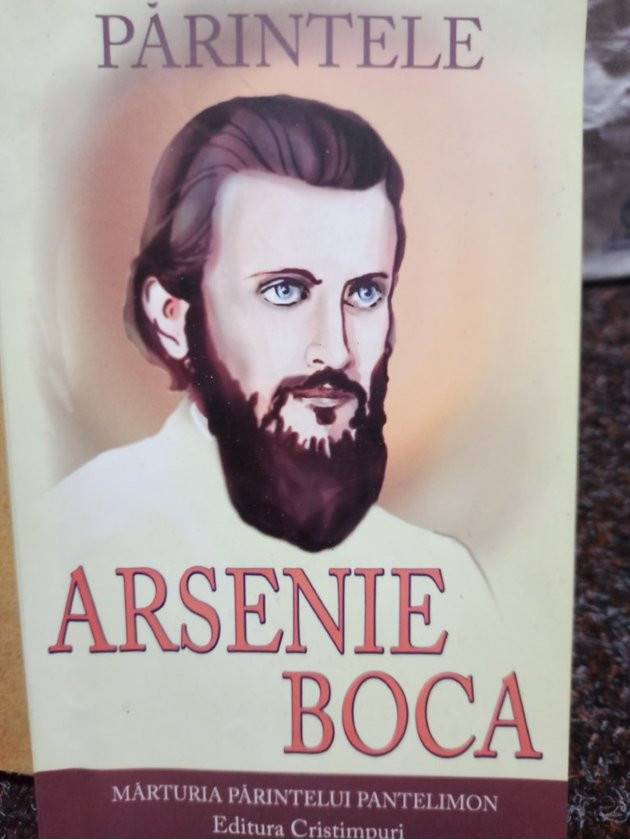 PĂRINTELE
ARSENIE
BOCA
MĂRTURIA PĂRINTELUI PANTELIMON
Editura Cristimpuri